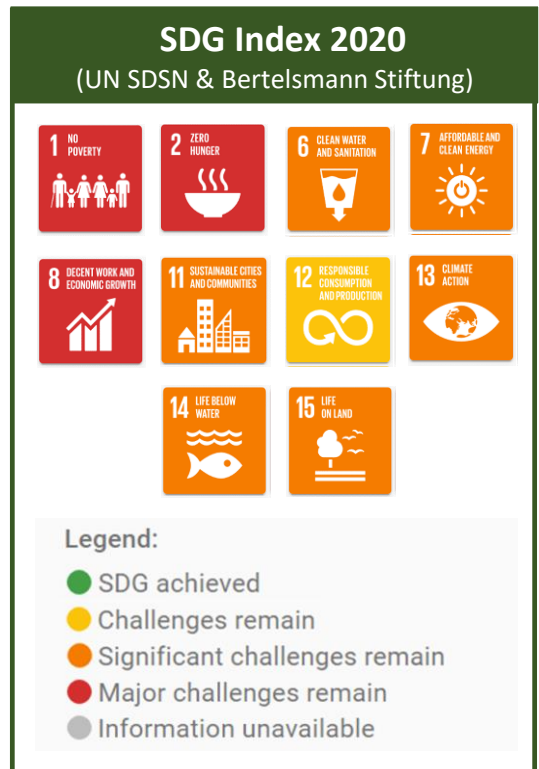 SDG Index 2020
(UN SDSN & Bertelsmann Stiftung)
1 NO
POVERTY
2 ZERO
HUNGER
6 CLEAN WATER
AND SANITATION
7 AFFORDABLE AND
CLEAN ENERGY
8 DECENT WORK AND
ECONOMIC GROWTH
11 SUSTAINABLE CITIES
AND COMMUNITIES
12 RESPONSIBLE
CONSUMPTION
AND PRODUCTION
13 CLIMATE
ACTION
14 LIFE BELOW
WATER
15 LIFE
ON LAND
Legend:
SDG achieved
Challenges remain
Significant challenges remain
Major challenges remain
Information unavailable